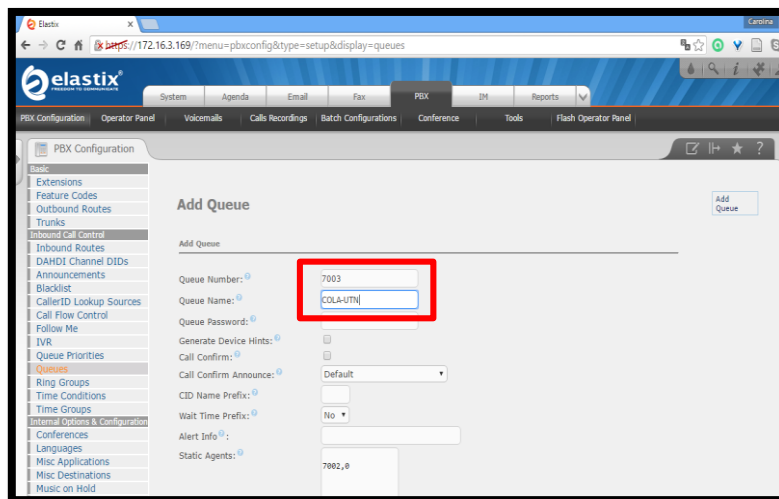 Elastix
Carolina
https://172.16.3.169/?menu=pbxconfig&type=setup&display=queues
elastix®
FREEDOM TO COMMUNICATE
System Agenda Email Fax PBX IM Reports
PBX Configuration Operator Panel Voicemails Calls Recordings Batch Configurations Conference Tools Flash Operator Panel
PBX Configuration
Basic
Extensions
Feature Codes
Outbound Routes
Trunks
Inbound Call Control
Inbound Routes
DAHDI Channel DIDs
Announcements
Blacklist
CallerID Lookup Sources
Call Flow Control
Follow Me
IVR
Queue Priorities
Queues
Ring Groups
Time Conditions
Time Groups
Internal Options & Configuration
Conferences
Languages
Misc Applications
Misc Destinations
Music on Hold
Add Queue
Add Queue
Queue Number: 7003
Queue Name: COLA-UTN
Queue Password:
Generate Device Hints:
Call Confirm:
Call Confirm Announce: Default
CID Name Prefix:
Wait Time Prefix: No
Alert Info:
Static Agents: 7002,0
Add
Queue